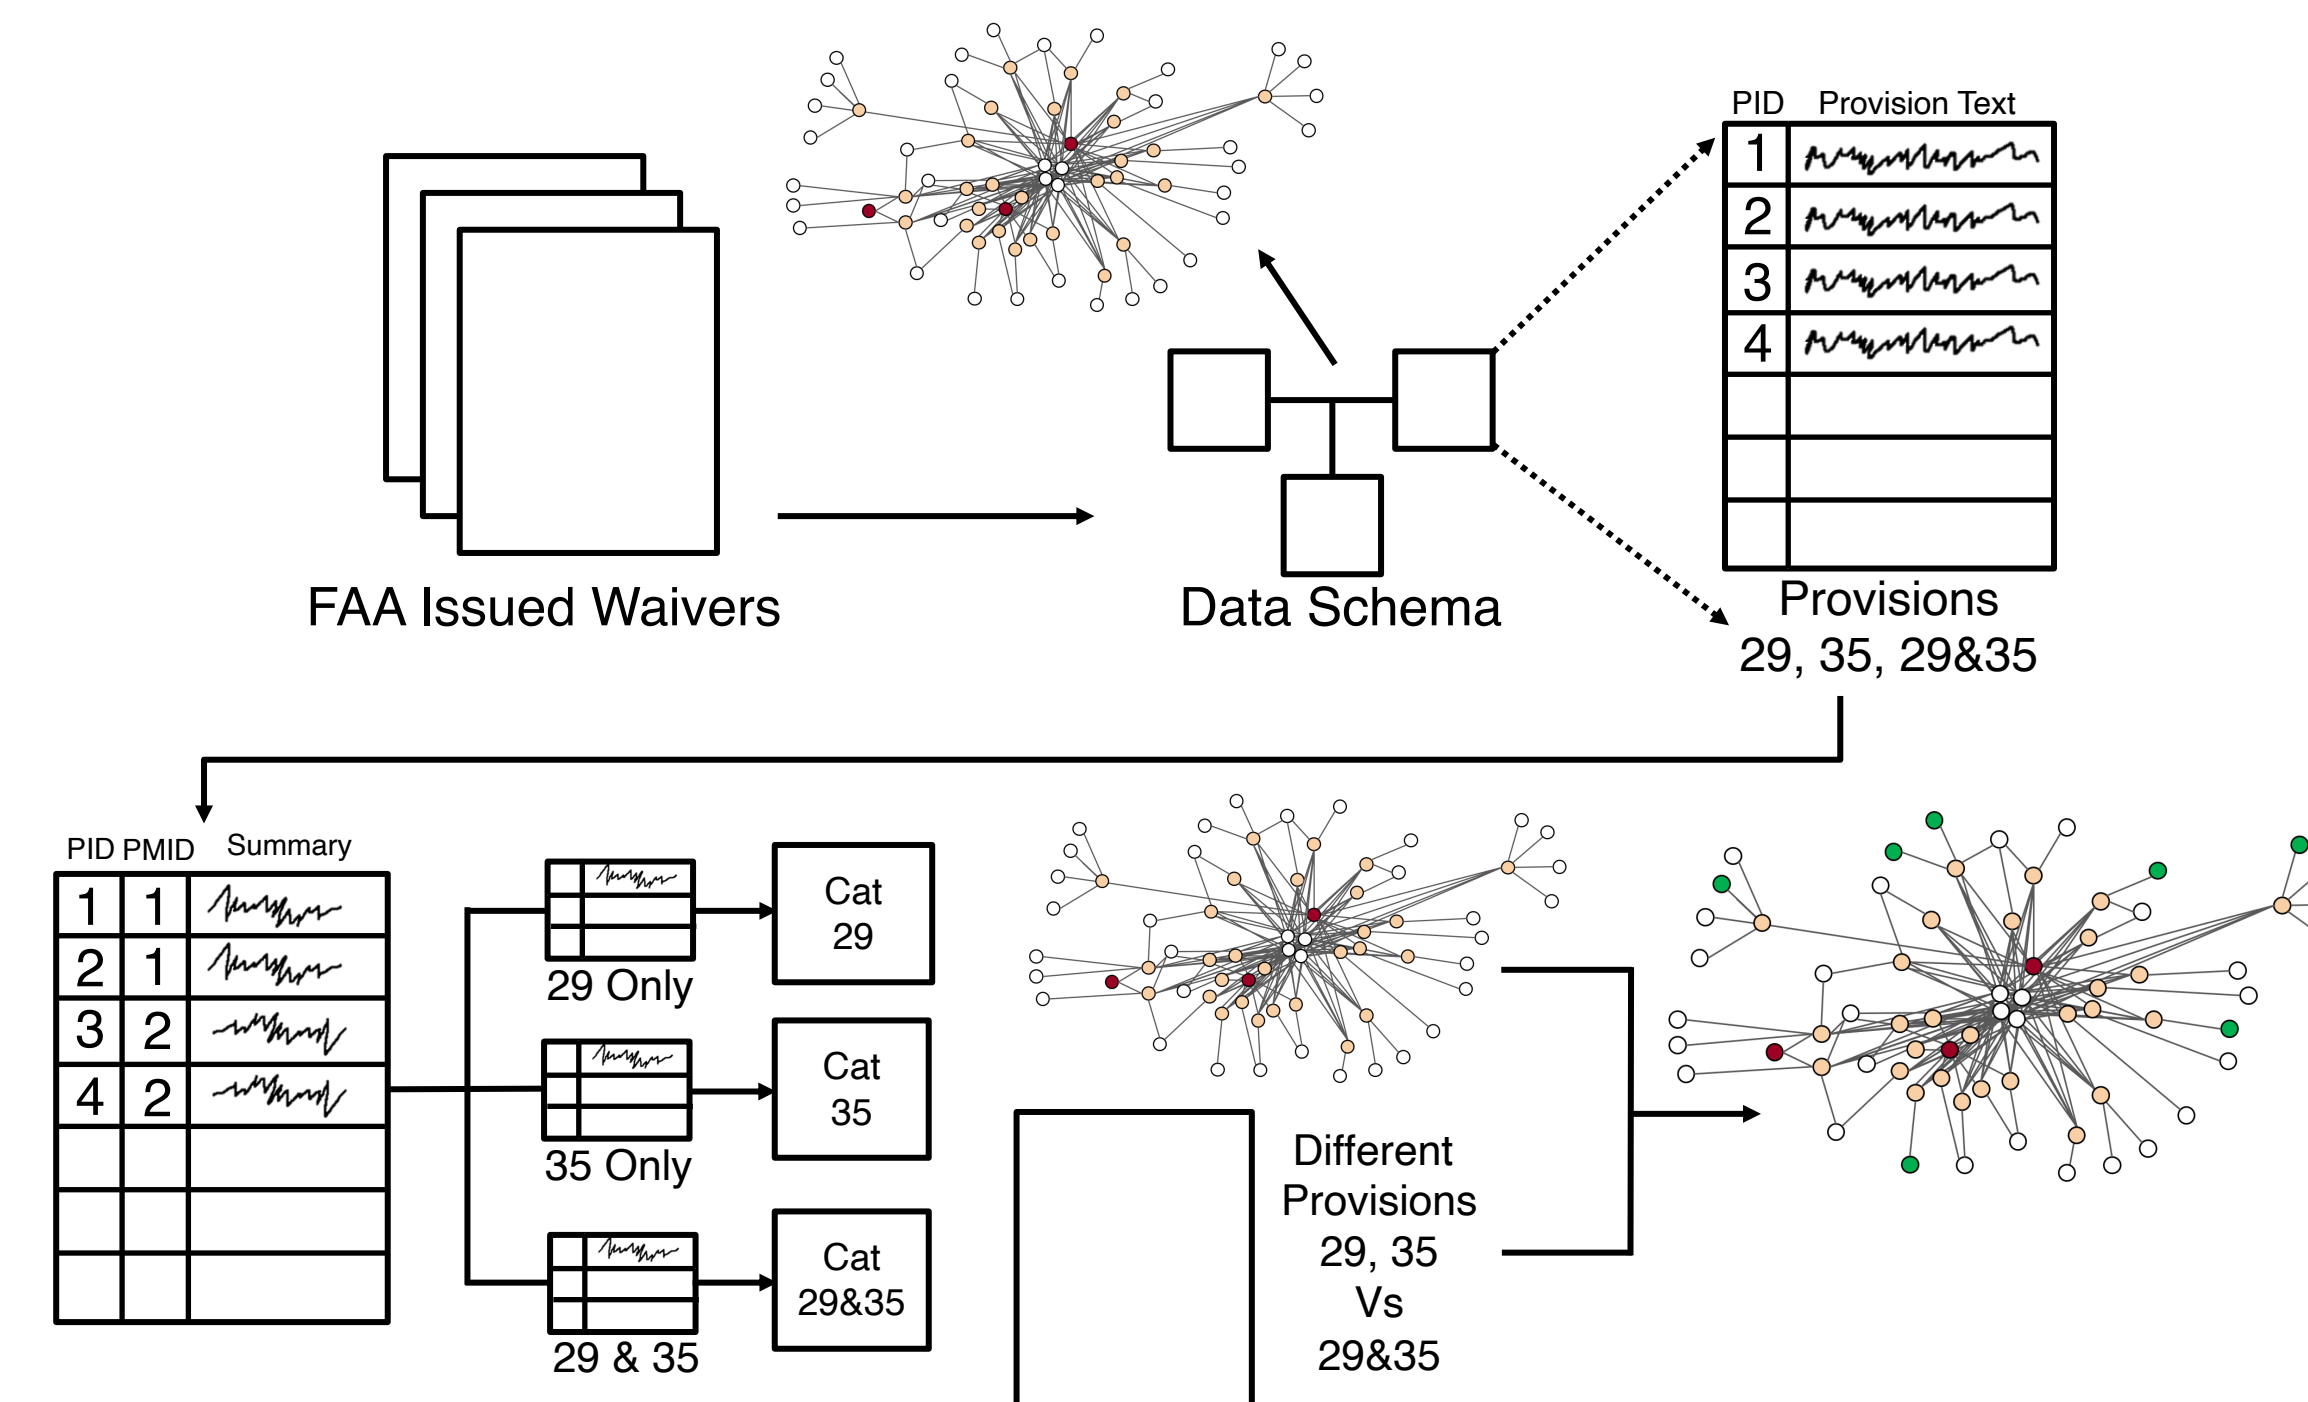 PID Provision Text
1
2
3
4
FAA Issued Waivers
Data Schema
Provisions
29, 35, 29&35
PID PMID Summary
1 1
2 1
3 2
4 2
29 Only
Cat
29
35 Only
Cat
35
29 & 35
Cat
29&35
Different
Provisions
29, 35
Vs
29&35